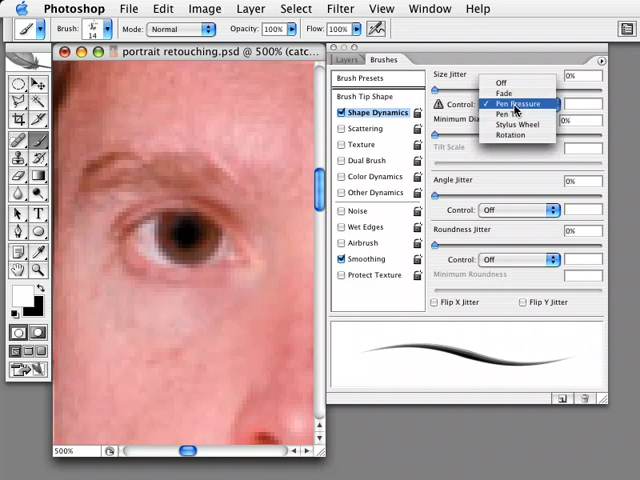 Photoshop File Edit Image Layer Select Filter View Window Help
Brush: 14 Mode: Normal Opacity: 100% Flow: 100%
portrait retouching.psd @ 500% (catc...
Layers Brushes
Brush Presets
Brush Tip Shape
Shape Dynamics
Scattering
Texture
Dual Brush
Color Dynamics
Other Dynamics
Noise
Wet Edges
Airbrush
Smoothing
Protect Texture
Size Jitter 0%
Control:
Off
Fade
✓ Pen Pressure
Pen
Stylus Wheel
Rotation
Minimum 0%
Tilt Scale
Angle Jitter 0%
Control: Off
Roundness Jitter 0%
Control: Off
Minimum Roundness
Flip X Jitter Flip Y Jitter
500%